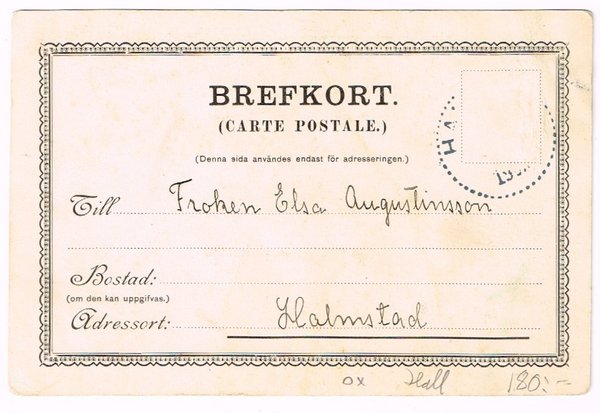 BREFKORT.
(CARTE POSTALE.)
(Denna sida användes endast för adresseringen.)
Till Froken Elsa Augustinsson
Bostad:
(om den kan uppgifvas.)
Adressort: Halmstad
ox Hall 180:-